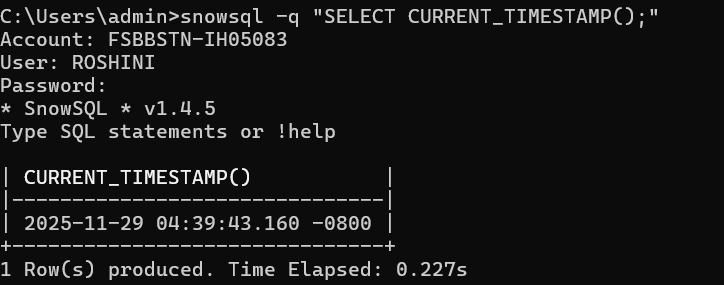 C:\Users\admin>snowsql -q "SELECT CURRENT_TIMESTAMP();"
Account: FSBBSTN-IH05083
User: ROSHINI
Password:
* SnowSQL * v1.4.5
Type SQL statements or !help
| CURRENT_TIMESTAMP()           |
|-------------------------------|
| 2025-11-29 04:39:43.160 -0800 |
+-------------------------------+
1 Row(s) produced. Time Elapsed: 0.227s